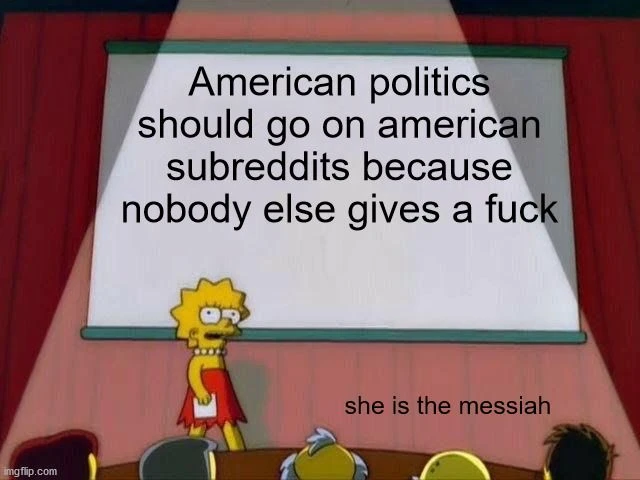 American politics
should go on american
subreddits because
nobody else gives a fuck
she is the messiah
imgflip.com